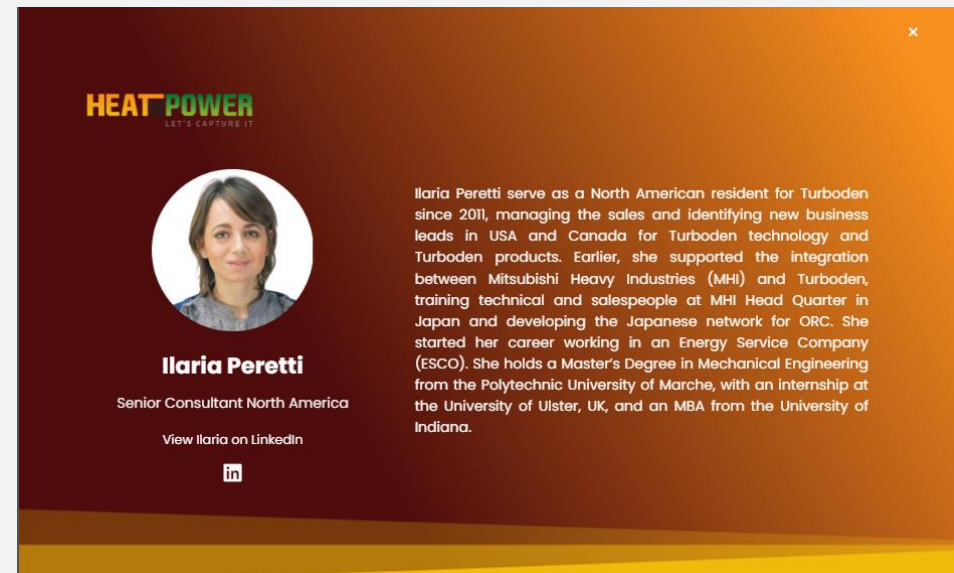 ×
HEAT POWER
LET'S CAPTURE IT
Ilaria Peretti
Senior Consultant North America
View Ilaria on LinkedIn
in
Ilaria Peretti serve as a North American resident for Turboden
since 2011, managing the sales and identifying new business
leads in USA and Canada for Turboden technology and
Turboden products. Earlier, she supported the integration
between Mitsubishi Heavy Industries (MHI) and Turboden,
training technical and salespeople at MHI Head Quarter in
Japan and developing the Japanese network for ORC. She
started her career working in an Energy Service Company
(ESCO). She holds a Master's Degree in Mechanical Engineering
from the Polytechnic University of Marche, with an internship at
the University of Ulster, UK, and an MBA from the University of
Indiana.